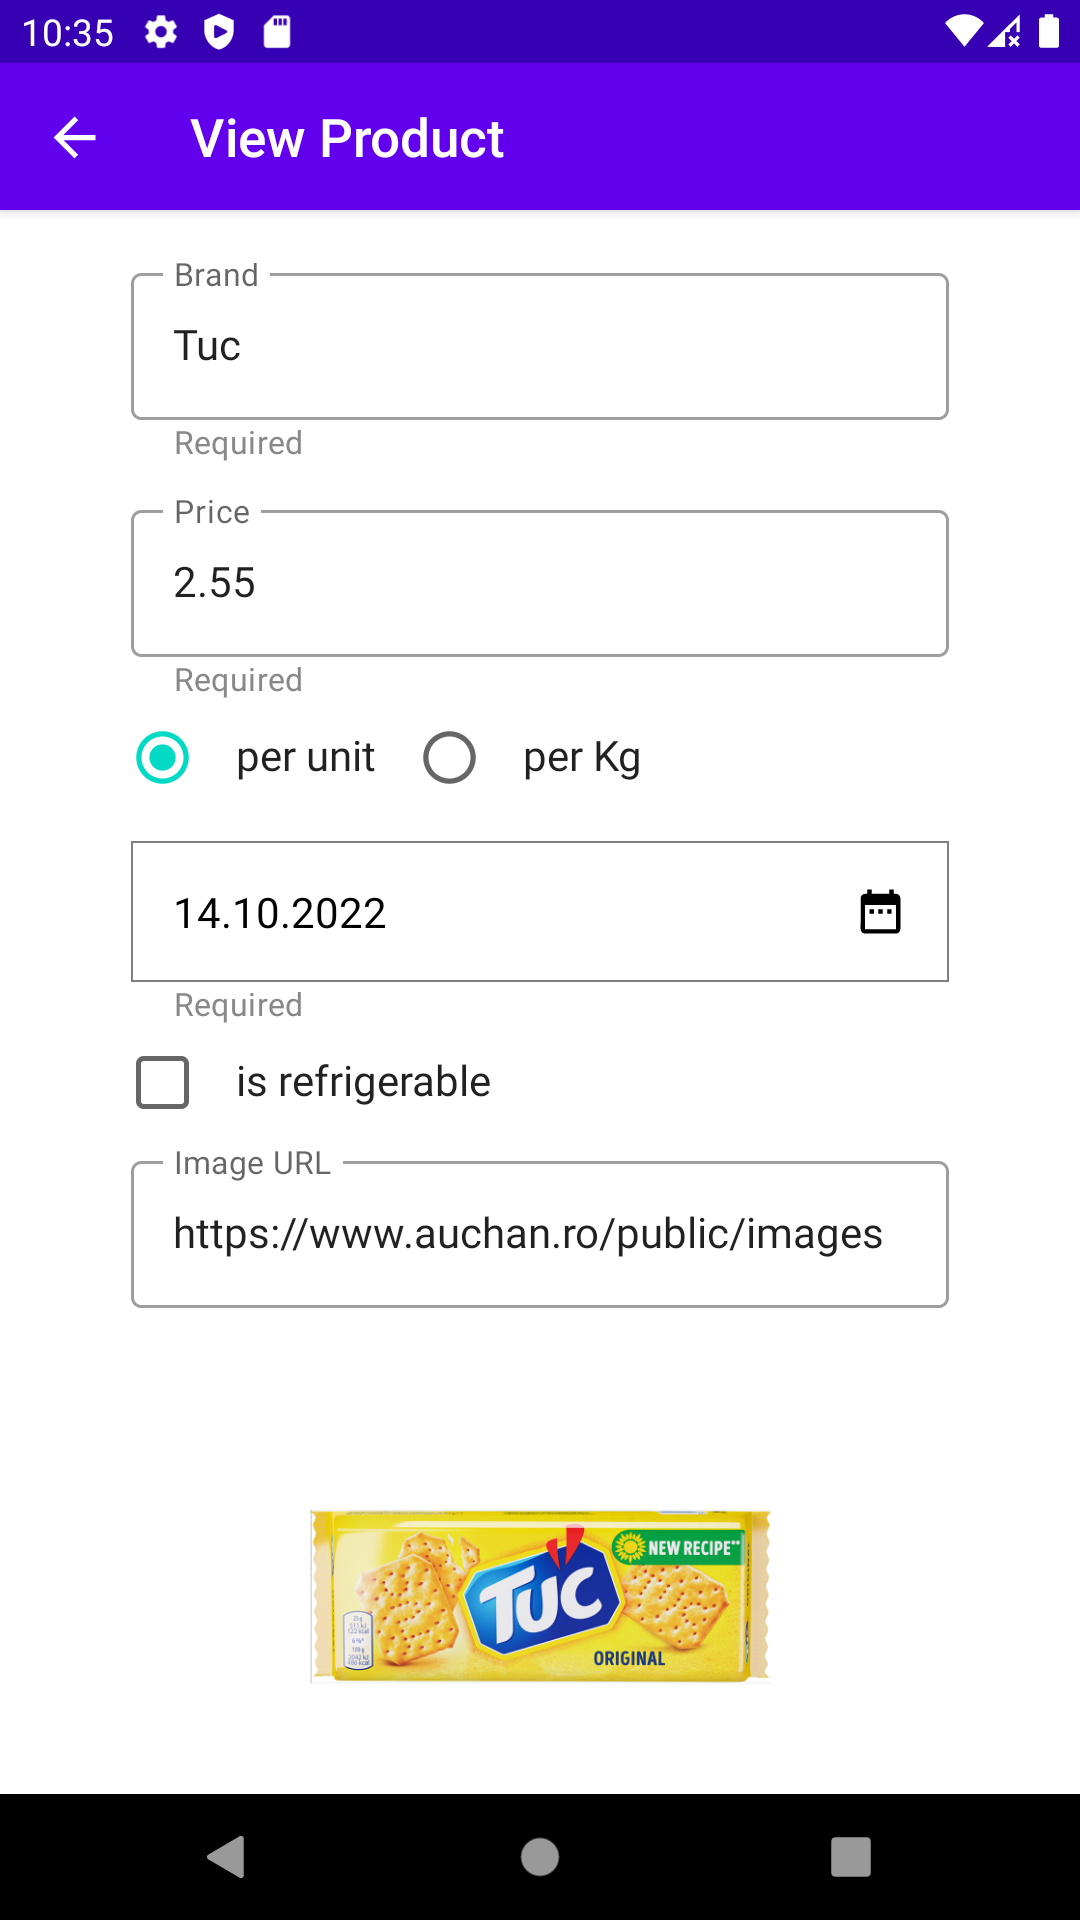 10:35
View Product
Brand
Tuc
Required
Price
2.55
Required
per unit
per Kg
14.10.2022
Required
is refrigerable
Image URL
https://www.auchan.ro/public/images
NEW RECIPE**
TUC
ORIGINAL